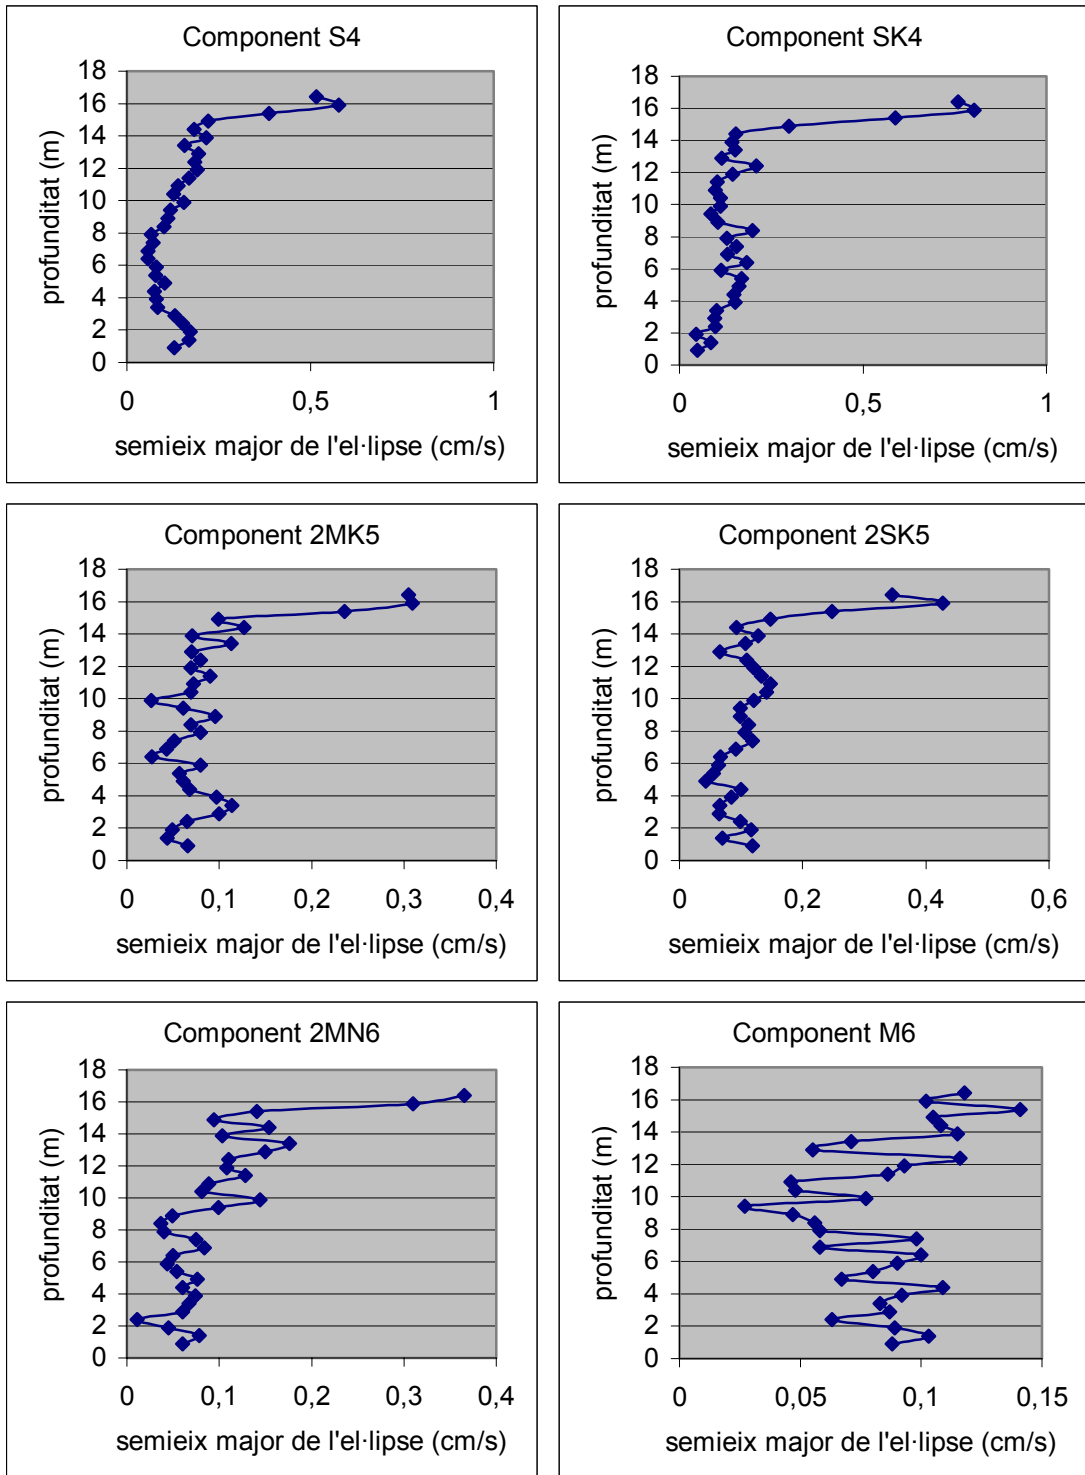 Component S4
profunditat (m)
18
16
14
12
10
8
6
4
2
0
0 0,5 1
semieix major de l'el·lipse (cm/s)
Component SK4
profunditat (m)
18
16
14
12
10
8
6
4
2
0
0 0,5 1
semieix major de l'el·lipse (cm/s)
Component 2MK5
profunditat (m)
18
16
14
12
10
8
6
4
2
0
0 0,1 0,2 0,3 0,4
semieix major de l'el·lipse (cm/s)
Component 2SK5
profunditat (m)
18
16
14
12
10
8
6
4
2
0
0 0,2 0,4 0,6
semieix major de l'el·lipse (cm/s)
Component 2MN6
profunditat (m)
18
16
14
12
10
8
6
4
2
0
0 0,1 0,2 0,3 0,4
semieix major de l'el·lipse (cm/s)
Component M6
profunditat (m)
18
16
14
12
10
8
6
4
2
0
0 0,05 0,1 0,15
semieix major de l'el·lipse (cm/s)